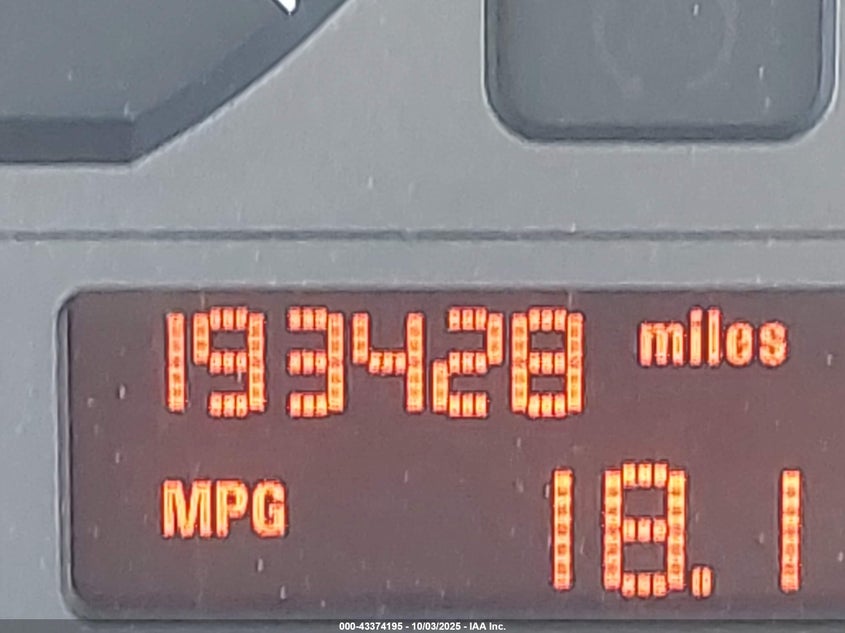 193428 miles
MPG 18.1
000-43374195 - 10/03/2025 - IAA Inc.